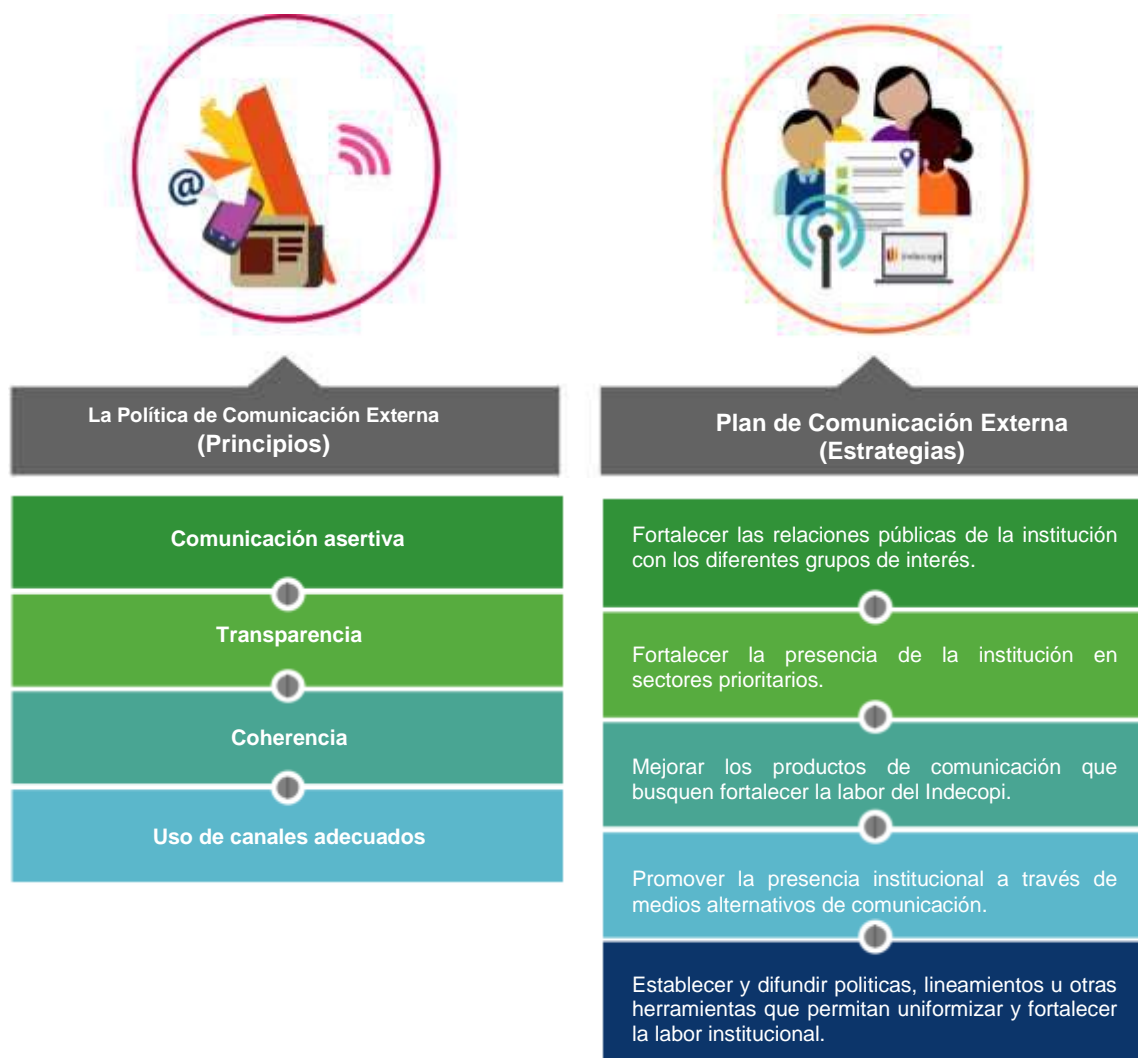 @
indecopi
La Política de Comunicación Externa
(Principios)
Comunicación asertiva
Transparencia
Coherencia
Uso de canales adecuados
Plan de Comunicación Externa
(Estrategias)
Fortalecer las relaciones públicas de la institución
con los diferentes grupos de interés.
Fortalecer la presencia de la institución en
sectores prioritarios.
Mejorar los productos de comunicación que
busquen fortalecer la labor del Indecopi.
Promover la presencia institucional a través de
medios alternativos de comunicación.
Establecer y difundir politicas, lineamientos u otras
herramientas que permitan uniformizar y fortalecer
la labor institucional.